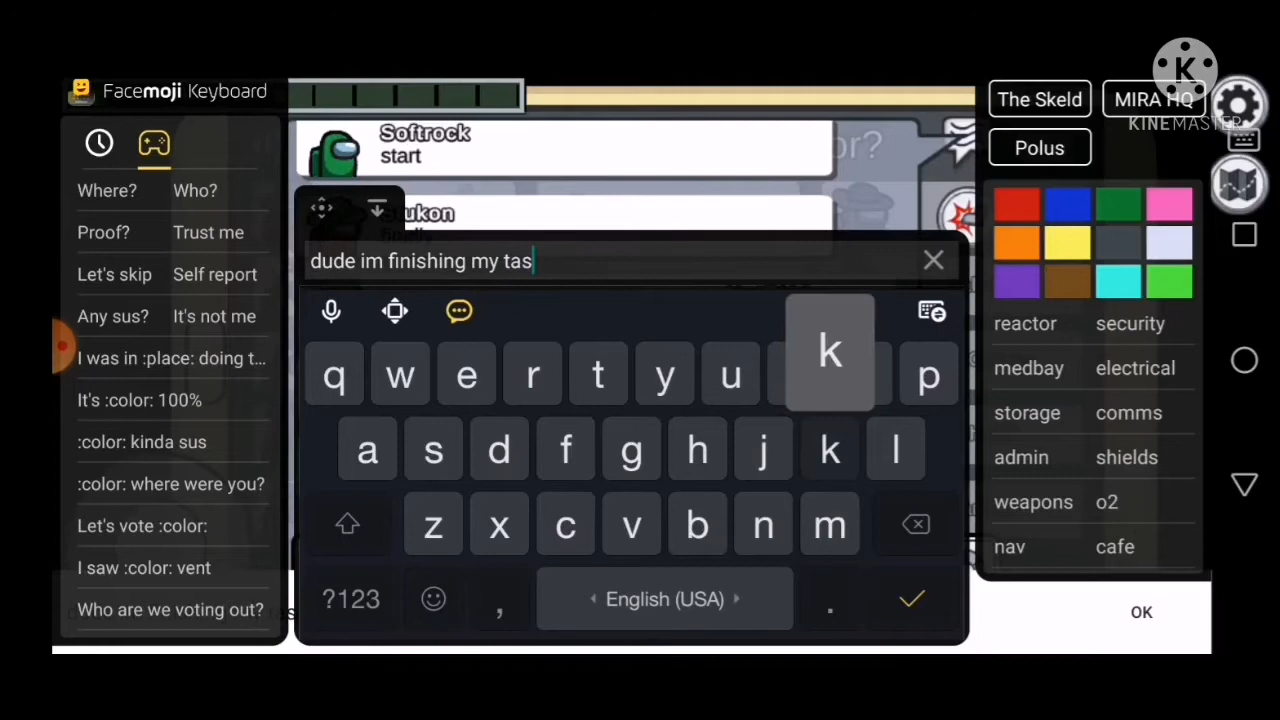 Facemoji Keyboard
Where? Who?
Proof? Trust me
Let's skip Self report
Any sus? It's not me
I was in :place: doing t...
It's :color: 100%
:color: kinda sus
:color: where were you?
Let's vote :color:
I saw :color: vent
Who are we voting out?
Softrock
start
or?
ukon
finally
dude im finishing my tas
k
q w e r t y u p
a s d f g h j k l
z x c v b n m
?123 , English (USA) .
The Skeld MIRA HQ
Polus
K
KINEMASTER
reactor security
medbay electrical
storage comms
admin shields
weapons o2
nav cafe
OK